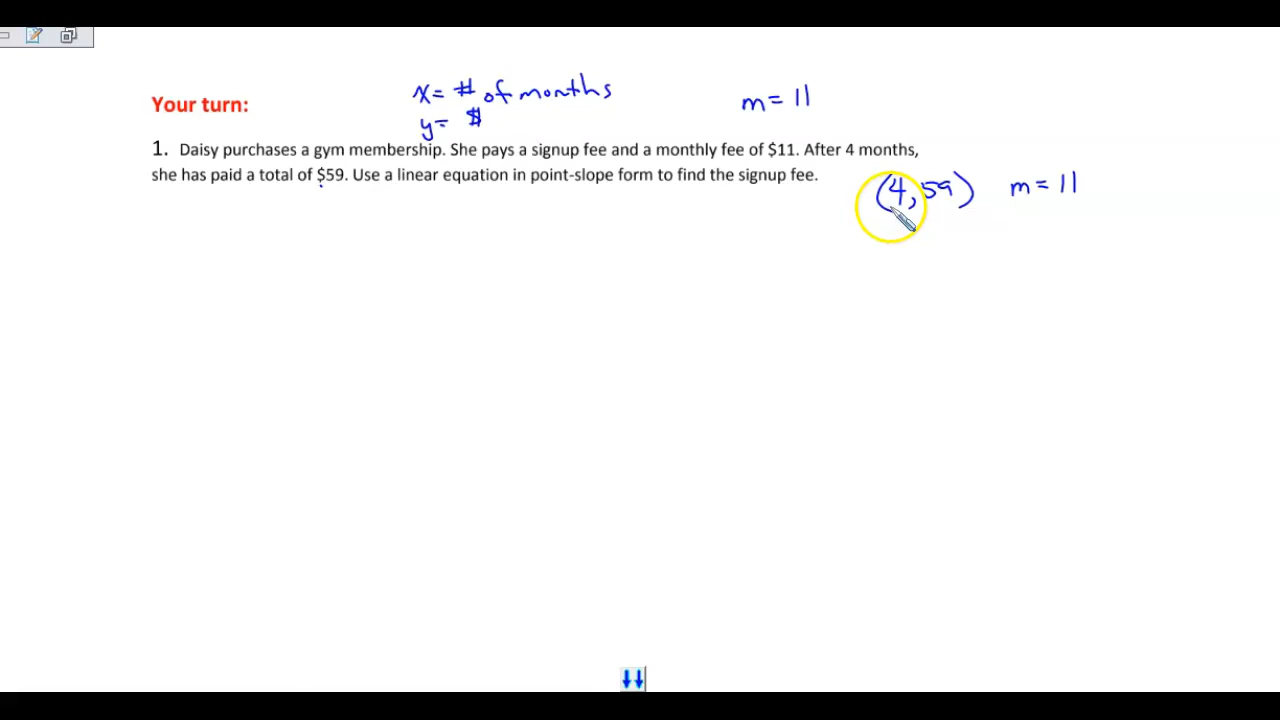 x = # of months
m = 11
Your turn:
y = $
1. Daisy purchases a gym membership. She pays a signup fee and a monthly fee of $11. After 4 months,
she has paid a total of $59. Use a linear equation in point-slope form to find the signup fee.
(4, 59) m = 11